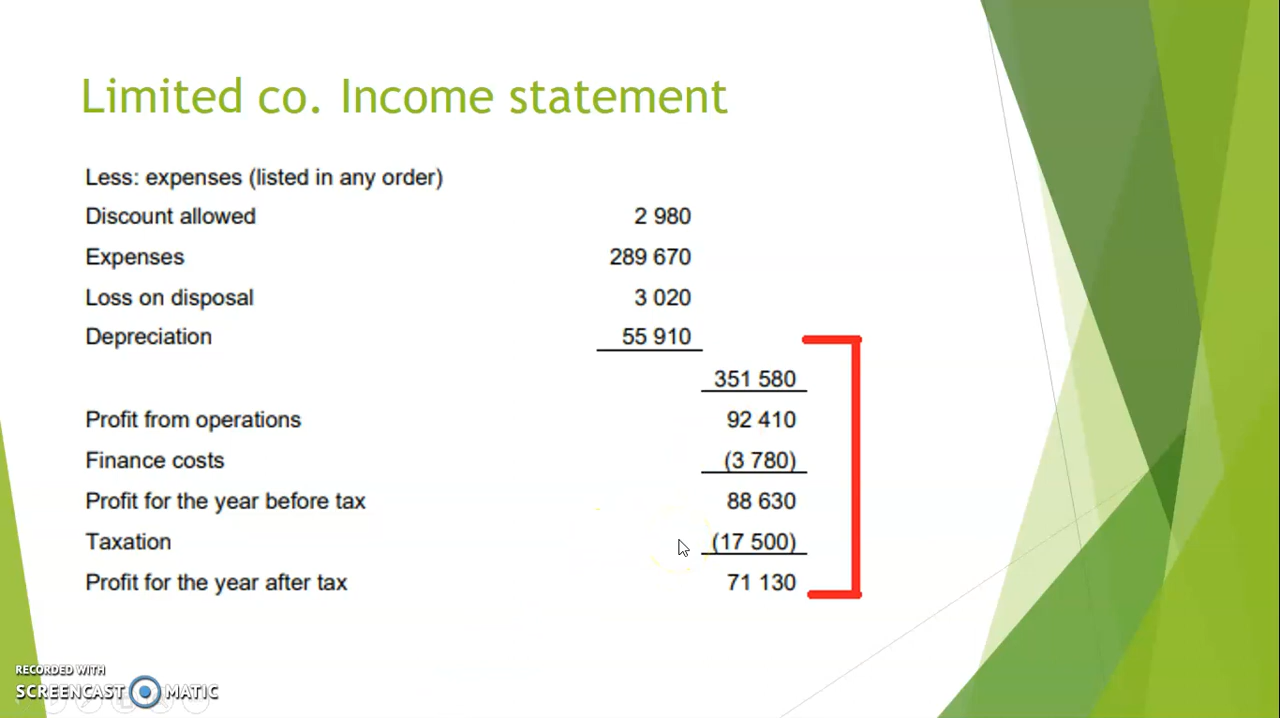 Limited co. Income statement
Less: expenses (listed in any order)
Discount allowed 2 980
Expenses 289 670
Loss on disposal 3 020
Depreciation 55 910
351 580
Profit from operations 92 410
Finance costs (3 780)
Profit for the year before tax 88 630
Taxation (17 500)
Profit for the year after tax 71 130
RECORDED WITH
SCREENCAST MATIC